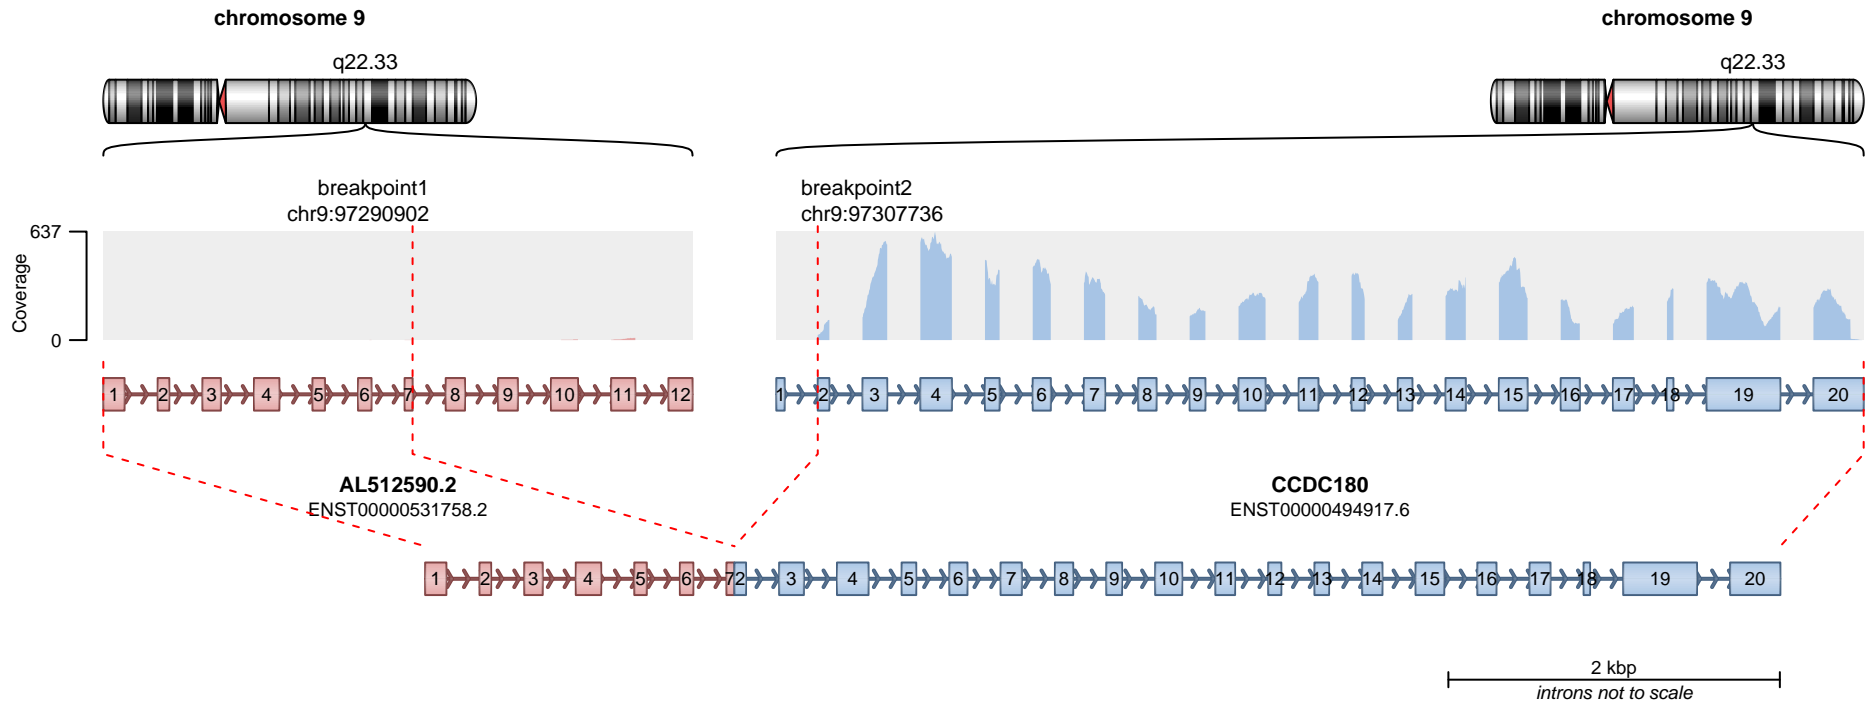 chromosome 9
chromosome 9
q22.33
q22.33
breakpoint1
chr9:97290902
breakpoint2
chr9:97307736
637
Coverage
0
1 2 3 4 5 6 7 8 9 10 11 12
1 2 3 4 5 6 7 8 9 10 11 12 13 14 15 16 17 18 19 20
AL512590.2
ENST00000531758.2
CCDC180
ENST00000494917.6
1 2 3 4 5 6 7 2 3 4 5 6 7 8 9 10 11 12 13 14 15 16 17 18 19 20
2 kbp
introns not to scale